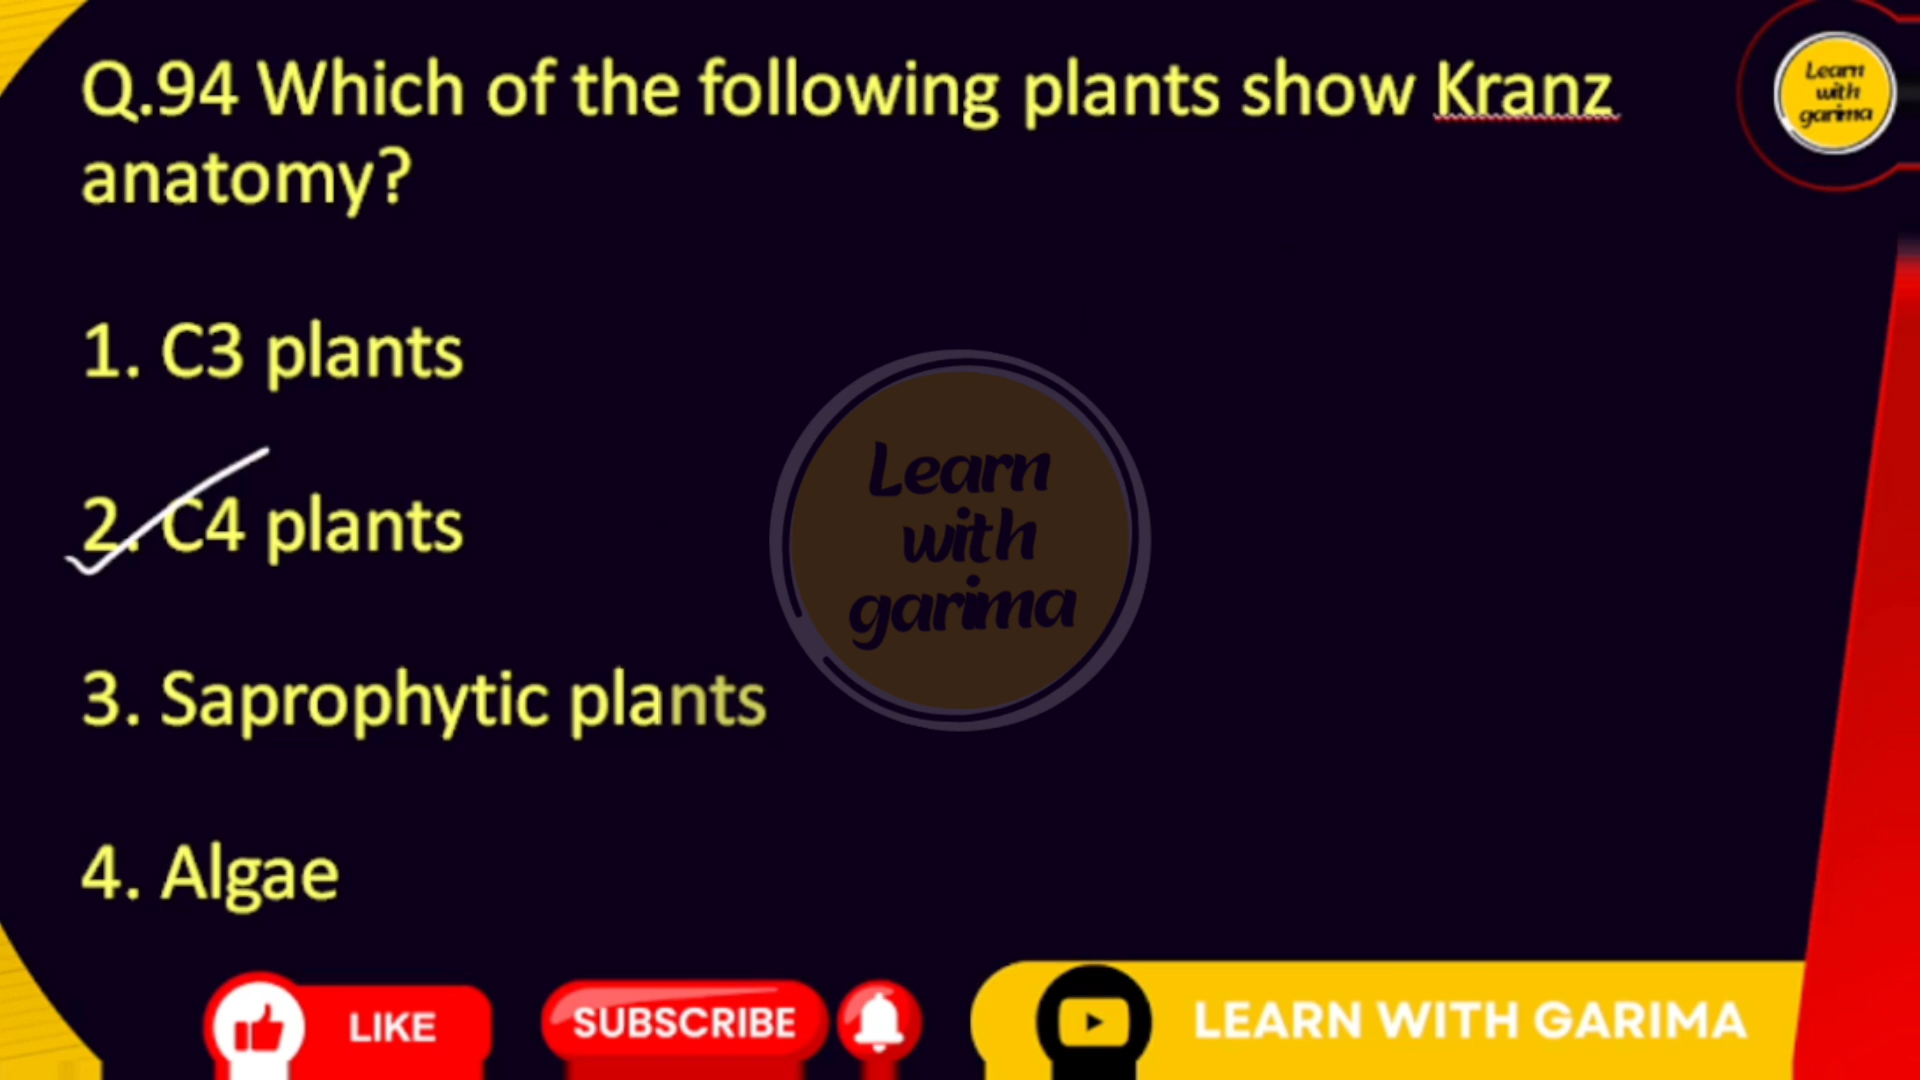 Q.94 Which of the following plants show Kranz
anatomy?
Learn
with
garima
1. C3 plants
2. C4 plants
Learn
with
garima
3. Saprophytic plants
4. Algae
LIKE
SUBSCRIBE
LEARN WITH GARIMA